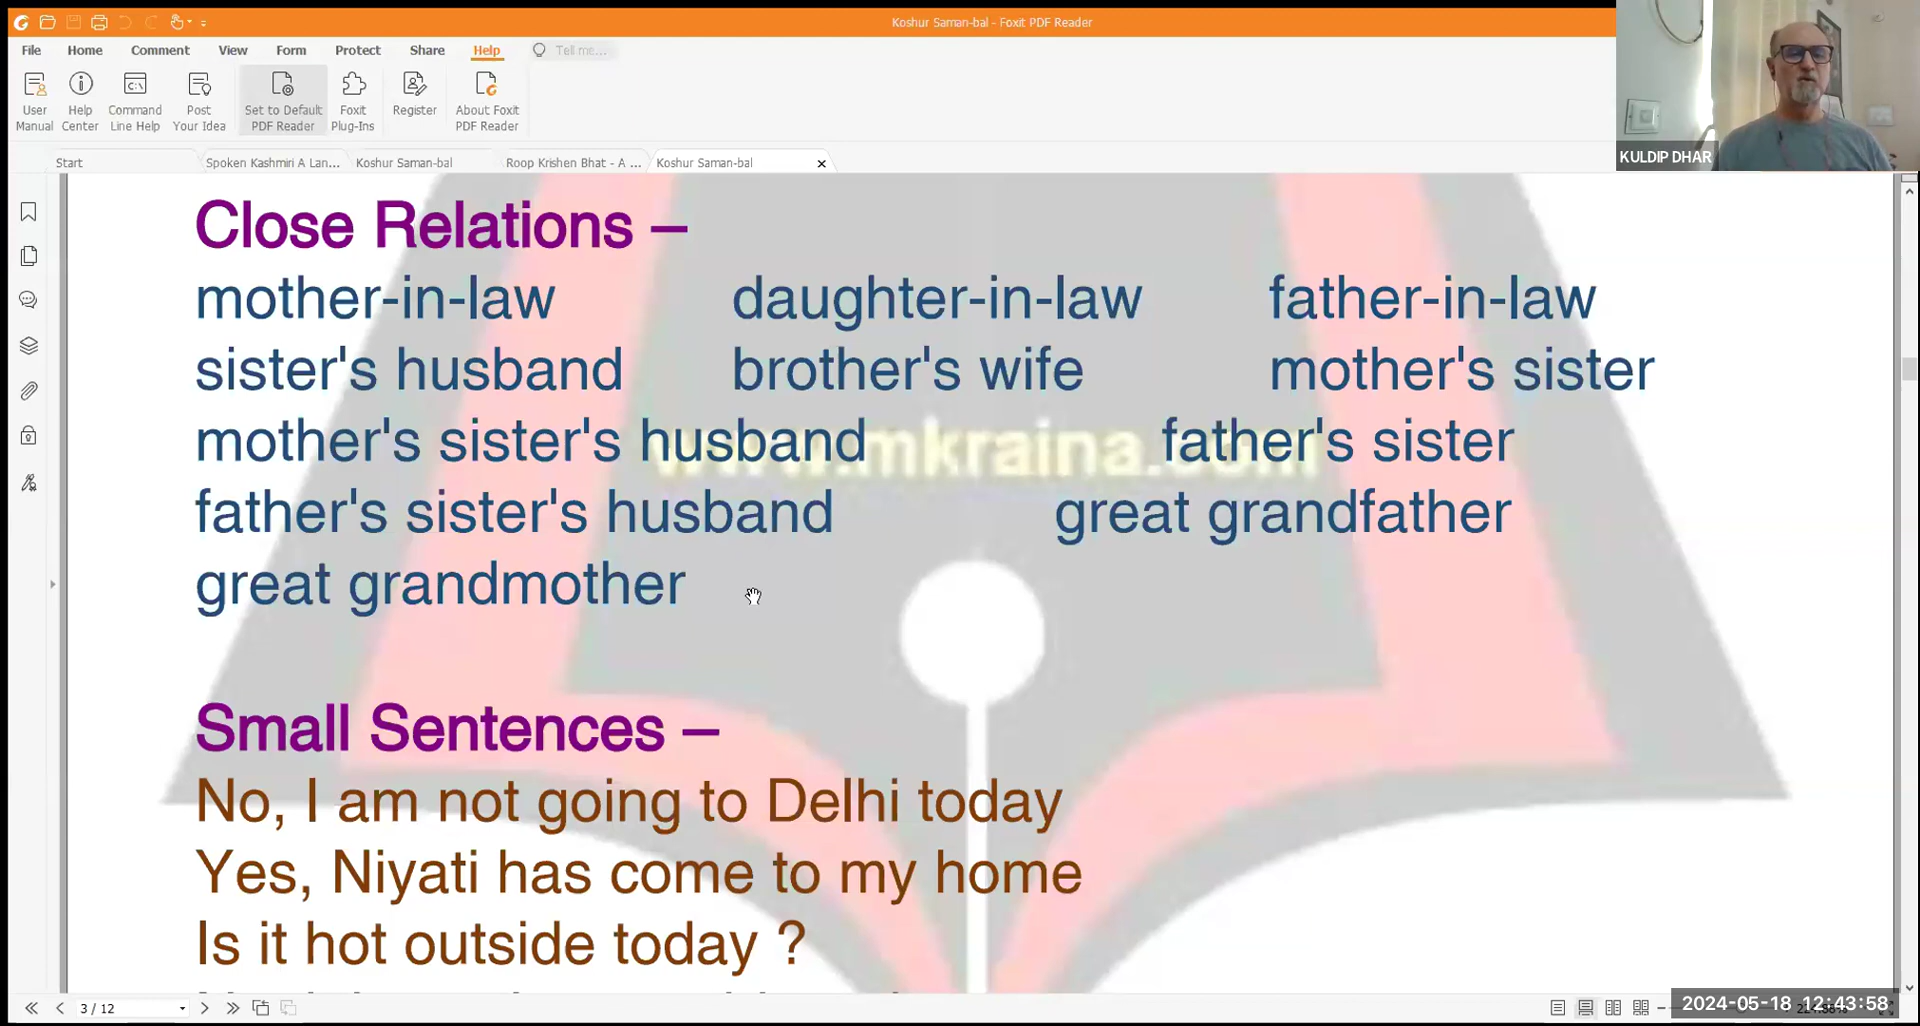 Koshur Saman-bal - Foxit PDF Reader
File Home Comment View Form Protect Share Help Tell me...
User Manual
Help Center
Command Line Help
Post Your Idea
Set to Default PDF Reader
Foxit Plug-Ins
Register
About Foxit PDF Reader
KULDIP DHAR
Start Spoken Kashmiri A Lan... Koshur Saman-bal Roop Krishen Bhat - A ... Koshur Saman-bal
Close Relations –
mother-in-law daughter-in-law father-in-law
sister's husband brother's wife mother's sister
mother's sister's husband father's sister
www.mkraina.com
father's sister's husband great grandfather
great grandmother
Small Sentences –
No, I am not going to Delhi today
Yes, Niyati has come to my home
Is it hot outside today ?
3 / 12
2024-05-18 12:43:58